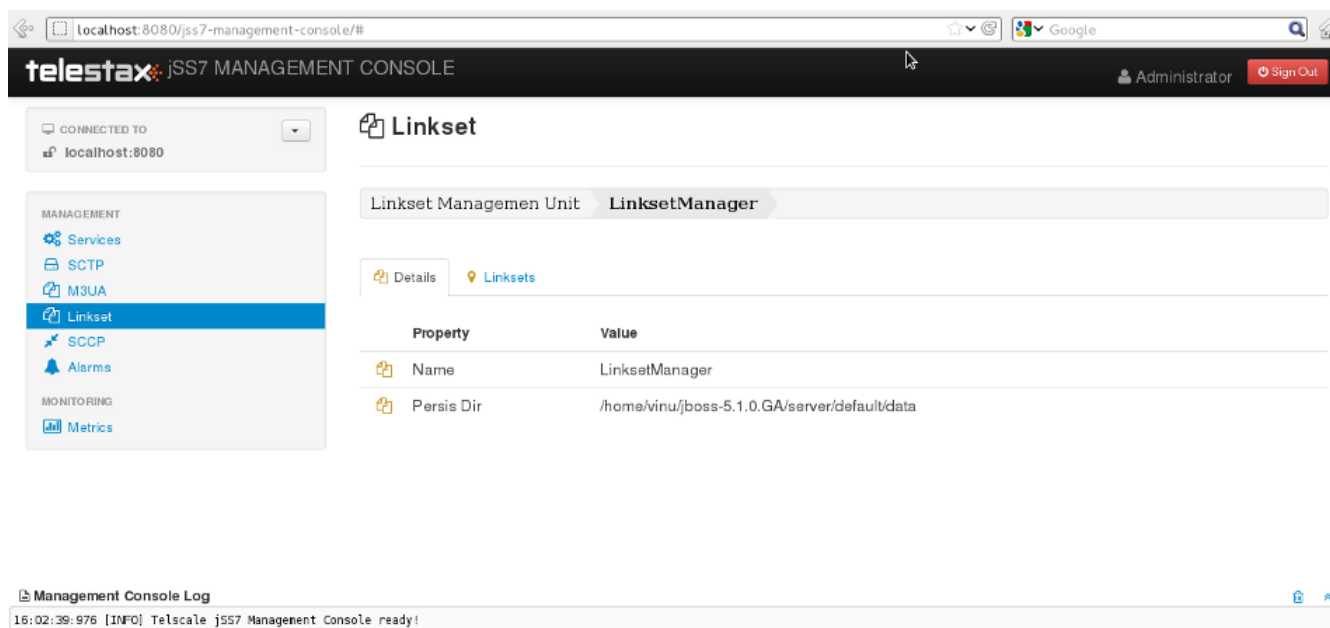 localhost:8080/jss7-management-console/#
Google
telestax jSS7 MANAGEMENT CONSOLE
Administrator
Sign Out
CONNECTED TO
localhost:8080
Linkset
Linkset Managemen Unit LinksetManager
MANAGEMENT
Services
SCTP
M3UA
Linkset
SCCP
Alarms
MONITORING
Metrics
Details Linksets
Property Value
Name LinksetManager
Persis Dir /home/vinu/jboss-5.1.0.GA/server/default/data
Management Console Log
16:02:39:976 [INFO] Telscale jSS7 Management Console ready!